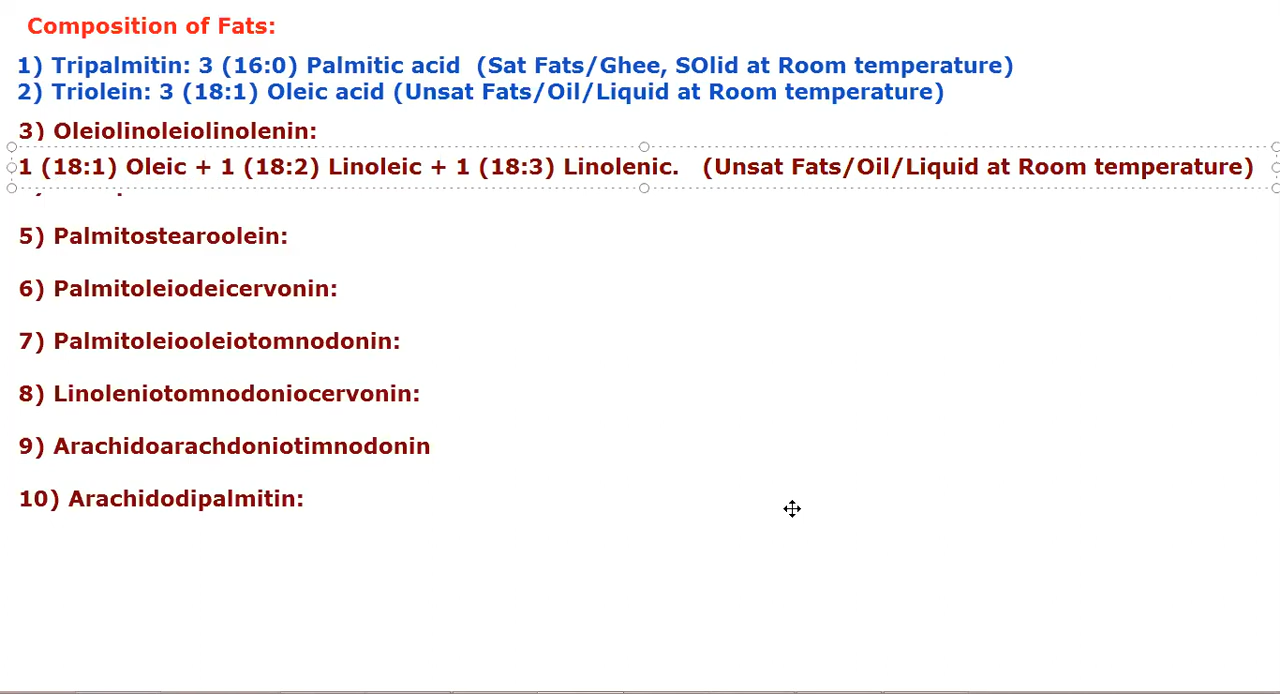 Composition of Fats:
1) Tripalmitin: 3 (16:0) Palmitic acid (Sat Fats/Ghee, SOlid at Room temperature)
2) Triolein: 3 (18:1) Oleic acid (Unsat Fats/Oil/Liquid at Room temperature)
3) Oleiolinoleiolinolenin:
1 (18:1) Oleic + 1 (18:2) Linoleic + 1 (18:3) Linolenic. (Unsat Fats/Oil/Liquid at Room temperature)
5) Palmitostearoolein:
6) Palmitoleiodeicervonin:
7) Palmitoleiooleiotomnodonin:
8) Linoleniotomnodoniocervonin:
9) Arachidoarachdoniotimnodonin
10) Arachidodipalmitin: